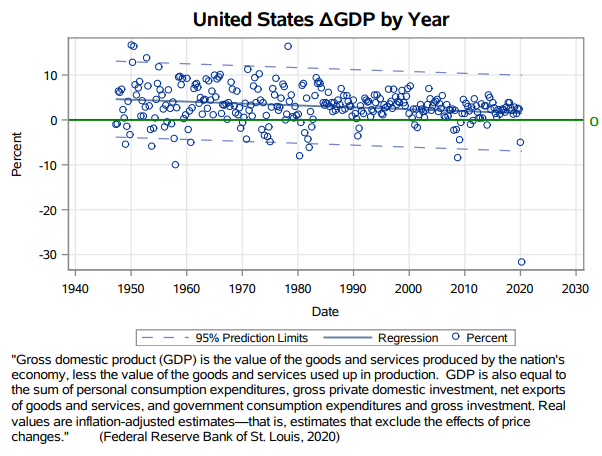 United States ΔGDP by Year
Percent
10
0
-10
-20
-30
0
1940 1950 1960 1970 1980 1990 2000 2010 2020 2030
Date
95% Prediction Limits Regression Percent
"Gross domestic product (GDP) is the value of the goods and services produced by the nation's
economy, less the value of the goods and services used up in production. GDP is also equal to
the sum of personal consumption expenditures, gross private domestic investment, net exports
of goods and services, and government consumption expenditures and gross investment. Real
values are inflation-adjusted estimates—that is, estimates that exclude the effects of price
changes." (Federal Reserve Bank of St. Louis, 2020)